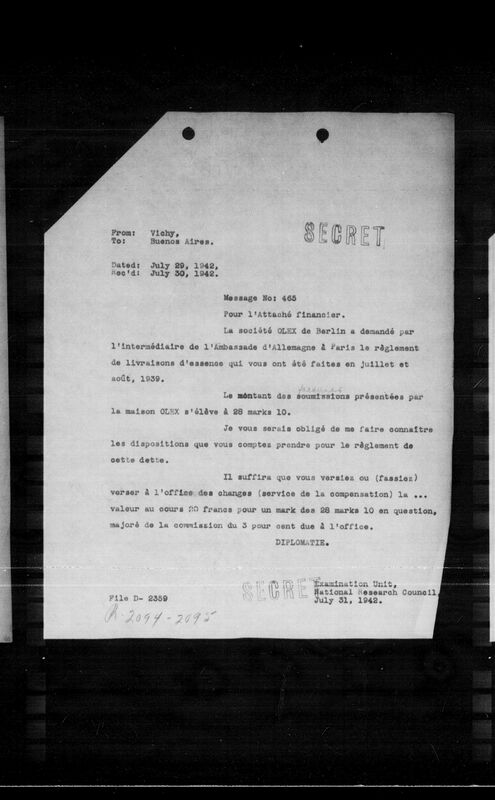 From: Vichy,
To: Buenos Aires.
SECRET
Dated: July 29, 1942,
Rec'd: July 30, 1942.
Message No: 465
Pour l'Attaché financier.
La société OLEX de Berlin a demandé par
l'intermédiaire de l'Ambassade d'Allemagne à Paris le règlement
de livraisons d'essence qui vous ont été faites en juillet et
août, 1939.
Le montant des soumissions présentées par
la maison OLEX s'élève à 28 marks 10.
Je vous serais obligé de me faire connaître
les dispositions que vous comptez prendre pour le règlement de
cette dette.
Il suffira que vous versiez ou (fassiez)
verser à l'office des changes (service de la compensation) la ...
valeur au cours 20 francs pour un mark des 28 marks 10 en question,
majoré de la commission du 3 pour cent due à l'office.
DIPLOMATIE.
SECRET
Examination Unit,
National Research Council
July 31, 1942.
File D- 2359
R-2094-2095